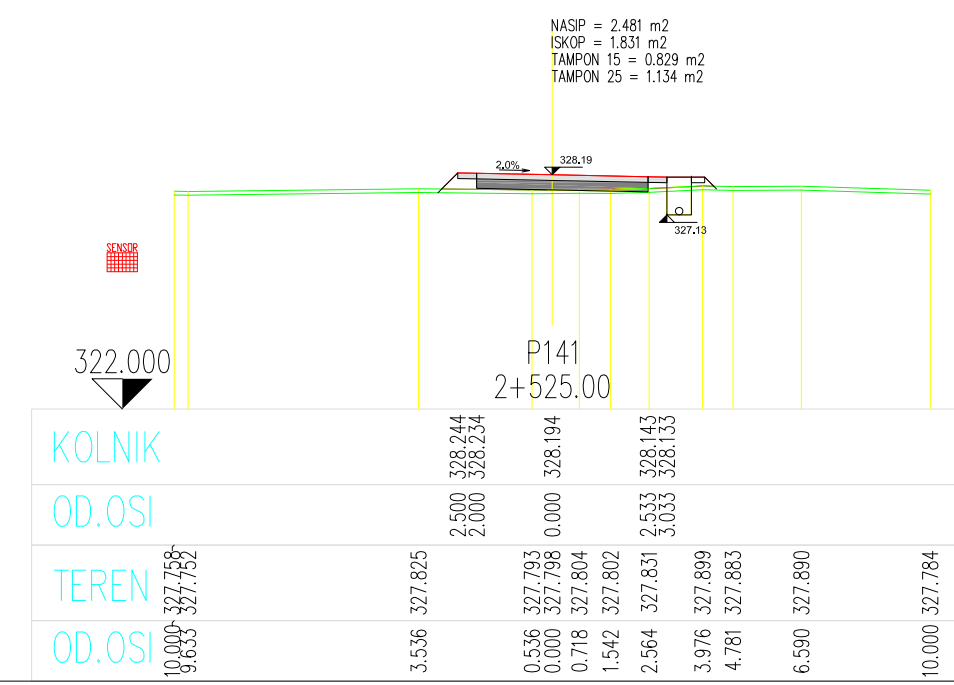 NASIP = 2.481 m2
ISKOP = 1.831 m2
TAMPON 15 = 0.829 m2
TAMPON 25 = 1.134 m2
2.0%
328.19
327.13
SENSOR
322.000
P141
2+525.00
KOLNIK 328.244 328.234 328.194 328.143 328.133
OD.OSI 2.500 2.000 0.000 2.533 3.033
TEREN 327.758 327.752 327.825 327.793 327.798 327.804 327.802 327.831 327.899 327.883 327.890 327.784
OD.OSI 10.000 9.633 3.536 0.536 0.000 0.718 1.542 2.564 3.976 4.781 6.590 10.000